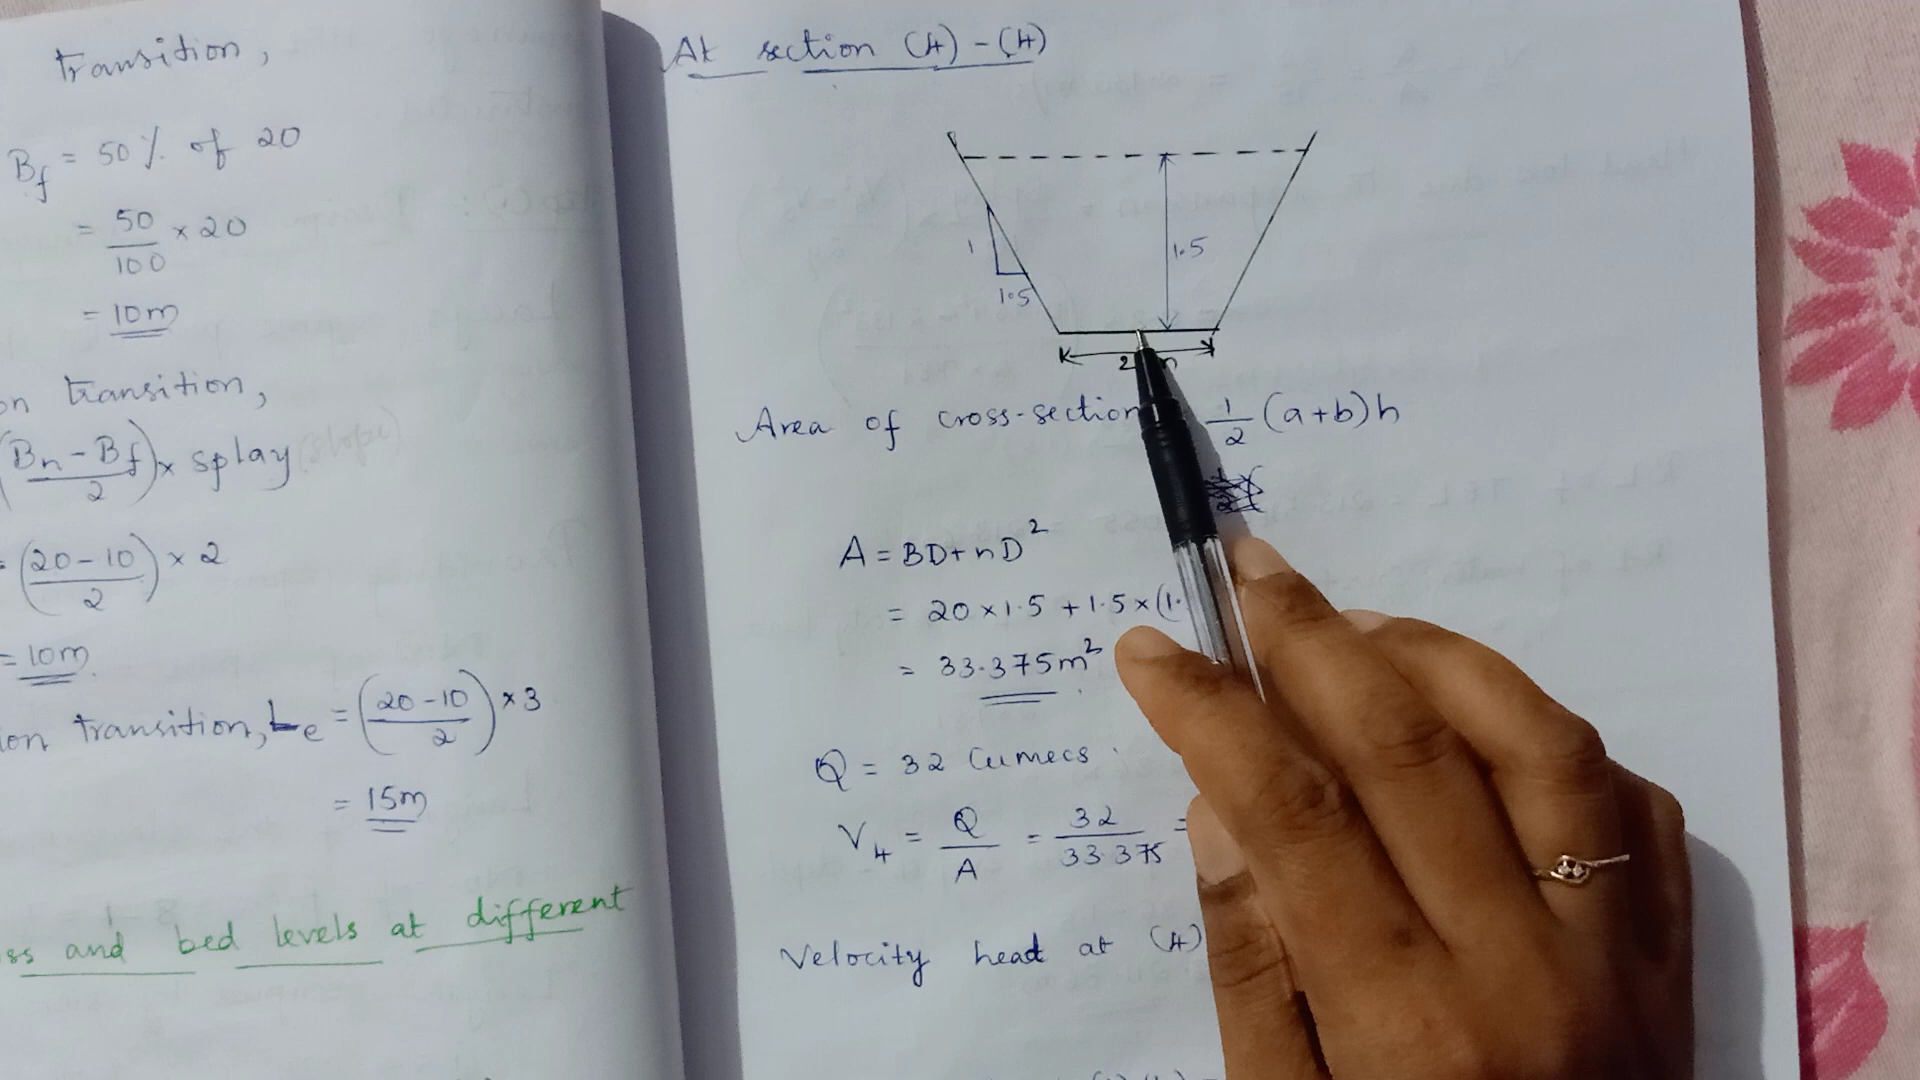 transition,
Bf = 50% of 20
= 50/100 × 20
= 10m
transition,
(Bn - Bf / 2) × splay (slope)
= (20-10 / 2) × 2
= 10m
transition, Le = (20-10 / 2) × 3
= 15m
and bed levels at different
At section (4)-(4)
1
1.5
1.5
Area of cross-section 1/2 (a+b)h
A = BD + nD²
= 20 × 1.5 + 1.5 × (1.
= 33.375m²
Q = 32 Cumecs
V4 = Q/A = 32/33.375 =
Velocity head at (4)